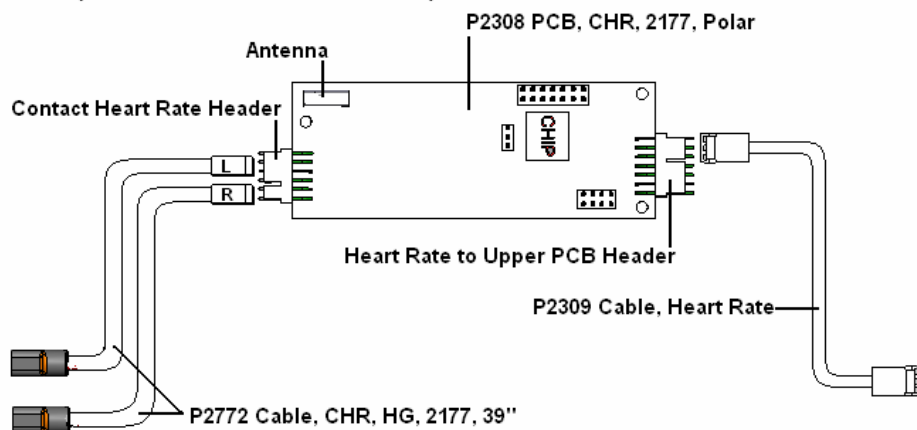 P2308 PCB, CHR, 2177, Polar
Antenna
Contact Heart Rate Header
CHIP
L
R
Heart Rate to Upper PCB Header
P2309 Cable, Heart Rate
P2772 Cable, CHR, HG, 2177, 39"